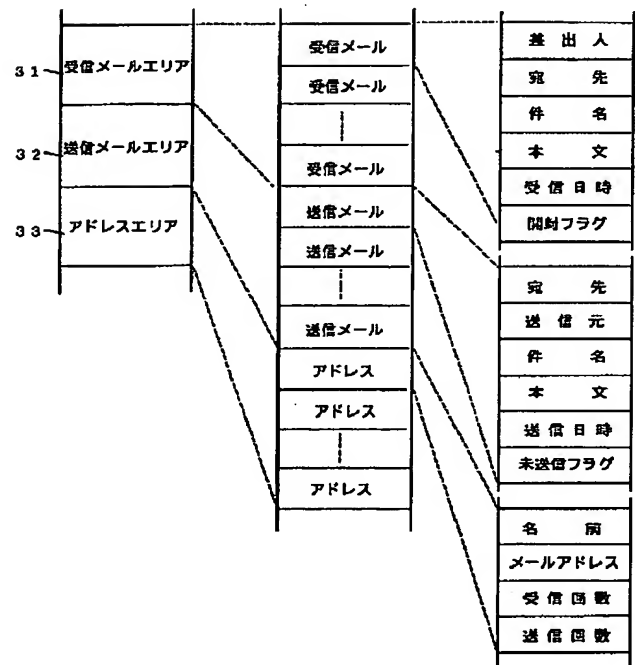 31 受信メールエリア
32 送信メールエリア
33 アドレスエリア
受信メール
受信メール
受信メール
送信メール
送信メール
送信メール
アドレス
アドレス
アドレス
差出人
宛先
件名
本文
受信日時
開封フラグ
宛先
送信元
件名
本文
送信日時
未送信フラグ
名前
メールアドレス
受信回数
送信回数